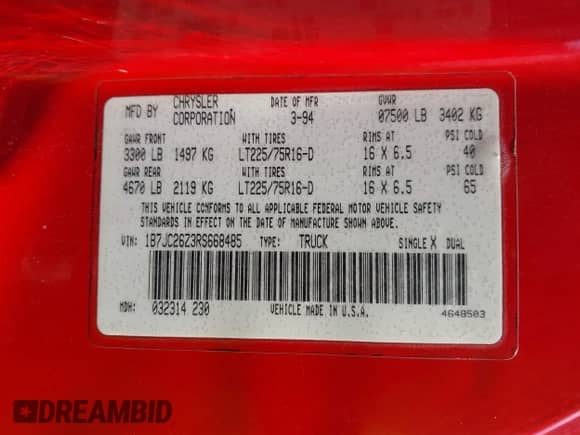 MFD BY CHRYSLER CORPORATION DATE OF MFR 3-94 GVWR 07500 LB 3402 KG
GAWR FRONT WITH TIRES RIMS AT PSI COLD
3300 LB 1497 KG LT225/75R16-D 16 X 6.5 40
GAWR REAR WITH TIRES RIMS AT PSI COLD
4670 LB 2119 KG LT225/75R16-D 16 X 6.5 65
THIS VEHICLE CONFORMS TO ALL APPLICABLE FEDERAL MOTOR VEHICLE SAFETY
STANDARDS IN EFFECT ON THE DATE OF MANUFACTURE SHOWN ABOVE.
VIN: 1B7JC26Z3RS668485 TYPE: TRUCK SINGLE X DUAL
MDH: 032314 230 VEHICLE MADE IN U.S.A. 4648503
DREAMBID